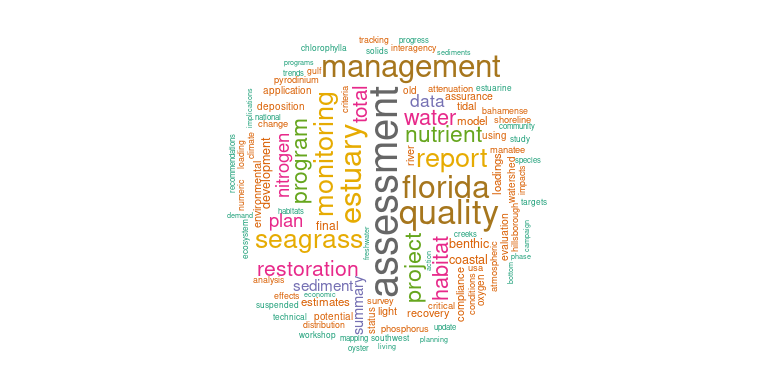 tracking
progress
chlorophylla
solids
interagency
sediments
programs
management
trends
gulf
pyrodinium
application
criteria
total
old
attenuation
estuarine
data
assurance
deposition
tidal
bahamense
implications
national
change
water
model
shoreline
community
monitoring
estuary
assessment
nutrient
using
study
program
nitrogen
climate
loading
recommendations
river
report
manatee
species
environmental
development
numeric
florida
loadings
watershed
impacts
targets
habitats
demand
plan
final
quality
hillsborough
ecosystem
seagrass
freshwater
creeks
benthic
evaluation
campaign
project
action
habitat
coastal
phase
restoration
usa
atmospheric
bottom
analysis
sediment
summary
compliance
conditions
oxygen
effects
economic
suspended
estimates
survey
critical
technical
potential
status
light
recovery
distribution
phosphorus
update
workshop
mapping
southwest
planning
oyster
living